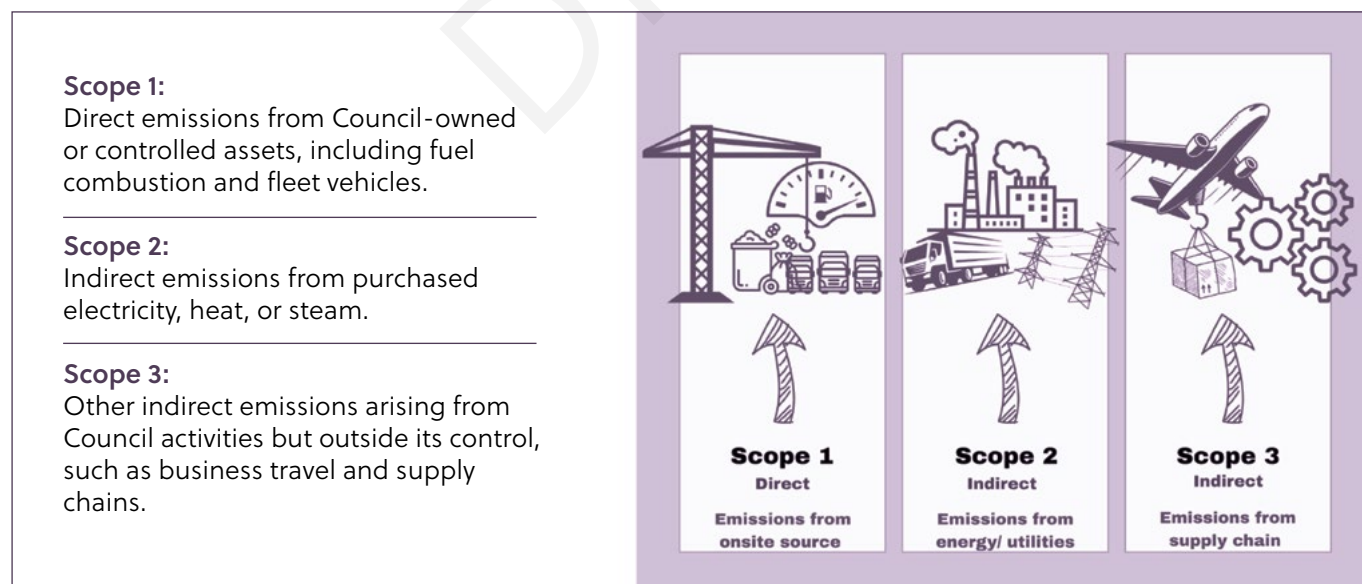 Scope 1:
Direct emissions from Council-owned
or controlled assets, including fuel
combustion and fleet vehicles.
Scope 2:
Indirect emissions from purchased
electricity, heat, or steam.
Scope 3:
Other indirect emissions arising from
Council activities but outside its control,
such as business travel and supply
chains.
Scope 1
Direct
Emissions from
onsite source
Scope 2
Indirect
Emissions from
energy/ utilities
Scope 3
Indirect
Emissions from
supply chain